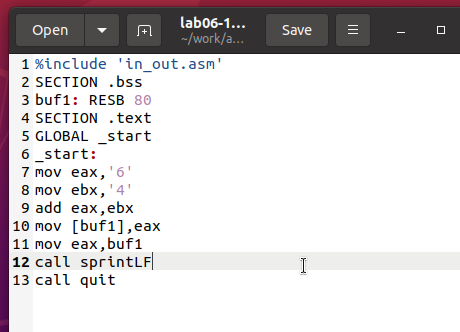 Open lab06-1... Save
~/work/a...
1 %include 'in_out.asm'
2 SECTION .bss
3 buf1: RESB 80
4 SECTION .text
5 GLOBAL _start
6 _start:
7 mov eax,'6'
8 mov ebx,'4'
9 add eax,ebx
10 mov [buf1],eax
11 mov eax,buf1
12 call sprintLF
13 call quit